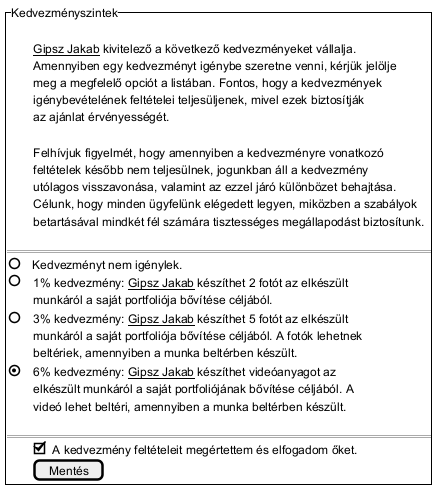 Kedvezményszintek
Gipsz Jakab kivitelező a következő kedvezményeket vállalja.
Amennyiben egy kedvezményt igénybe szeretne venni, kérjük jelölje
meg a megfelelő opciót a listában. Fontos, hogy a kedvezmények
igénybevételének feltételei teljesüljenek, mivel ezek biztosítják
az ajánlat érvényességét.
Felhívjuk figyelmét, hogy amennyiben a kedvezményre vonatkozó
feltételek később nem teljesülnek, jogunkban áll a kedvezmény
utólagos visszavonása, valamint az ezzel járó különbözet behajtása.
Célunk, hogy minden ügyfelünk elégedett legyen, miközben a szabályok
betartásával mindkét fél számára tisztességes megállapodást biztosítunk.
Kedvezményt nem igénylek.
1% kedvezmény: Gipsz Jakab készíthet 2 fotót az elkészült
munkáról a saját portfoliója bővítése céljából.
3% kedvezmény: Gipsz Jakab készíthet 5 fotót az elkészült
munkáról a saját portfoliója bővítése céljából. A fotók lehetnek
beltériek, amennyiben a munka beltérben készült.
6% kedvezmény: Gipsz Jakab készíthet videóanyagot az
elkészült munkáról a saját portfoliójának bővítése céljából. A
videó lehet beltéri, amennyiben a munka beltérben készült.
A kedvezmény feltételeit megértettem és elfogadom őket.
Mentés